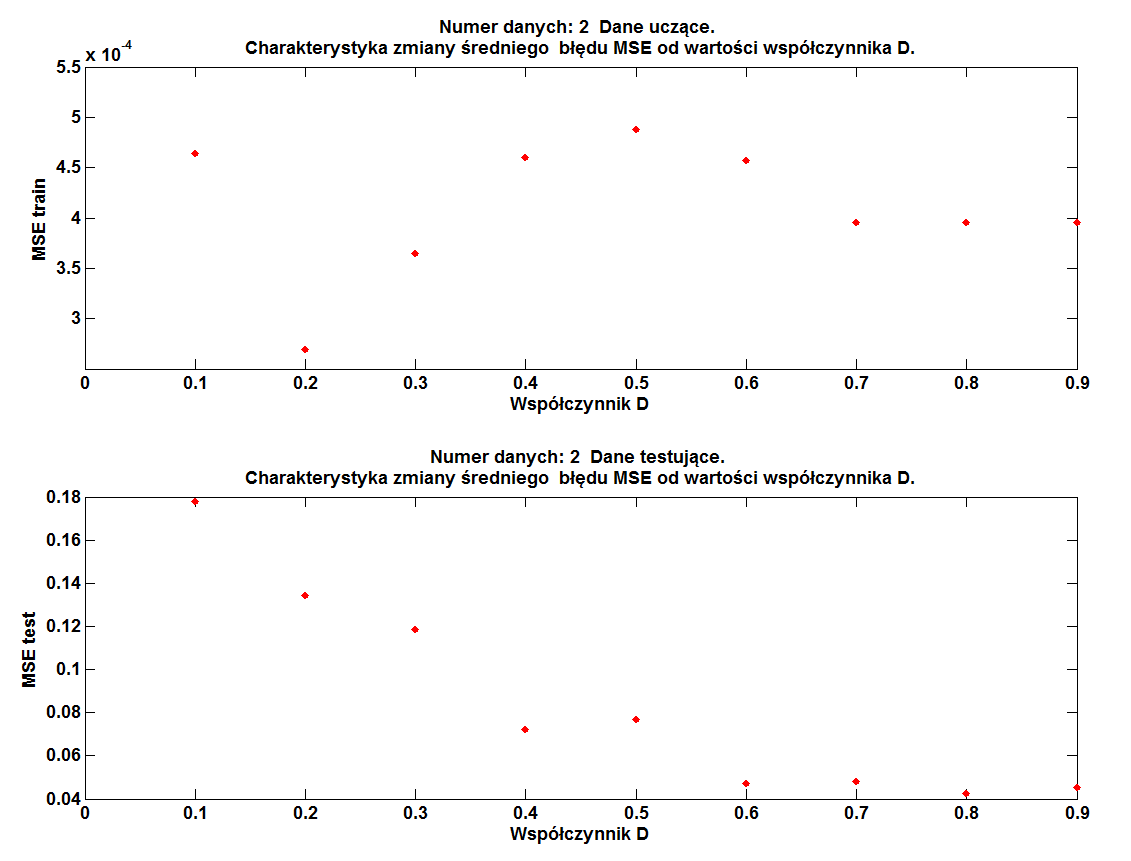 Numer danych: 2 Dane uczące.
Charakterystyka zmiany średniego błędu MSE od wartości współczynnika D.
x 10-4
5.5
5
4.5
4
3.5
3
MSE train
0 0.1 0.2 0.3 0.4 0.5 0.6 0.7 0.8 0.9
Współczynnik D
Numer danych: 2 Dane testujące.
Charakterystyka zmiany średniego błędu MSE od wartości współczynnika D.
0.18
0.16
0.14
0.12
0.1
0.08
0.06
0.04
MSE test
0 0.1 0.2 0.3 0.4 0.5 0.6 0.7 0.8 0.9
Współczynnik D